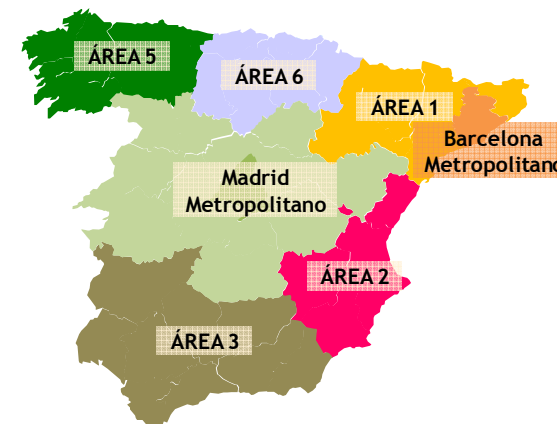 ÁREA 5
ÁREA 6
ÁREA 1
Barcelona
Metropolitano
Madrid
Metropolitano
ÁREA 2
ÁREA 3